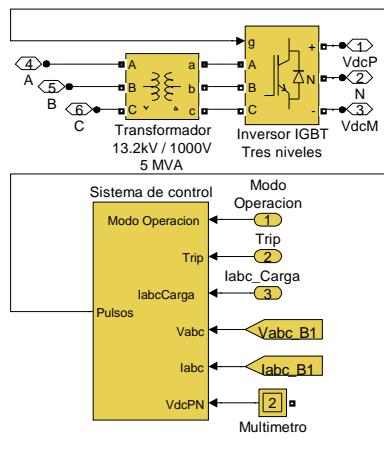 g
+
1
VdcP
4
A
A
a
A
N
2
N
5
B
B
b
B
6
C
C
c
C
-
3
VdcM
Transformador
13.2kV / 1000V
5 MVA
Inversor IGBT
Tres niveles
Sistema de control
Modo
Operacion
Modo Operacion
1
Trip
Trip
2
Iabc_Carga
IabcCarga
3
Pulsos
Vabc
Vabc_B1
Iabc
Iabc_B1
VdcPN
2
Multimetro